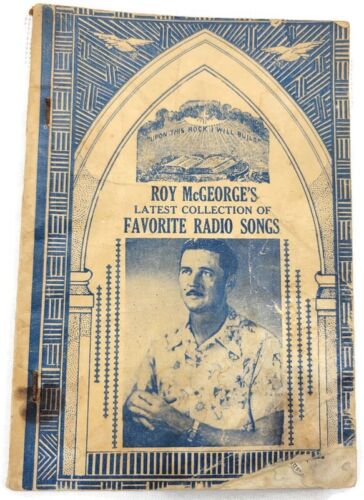 UPON THIS ROCK I WILL BUILD
ROY McGEORGE'S
LATEST COLLECTION OF
FAVORITE RADIO SONGS